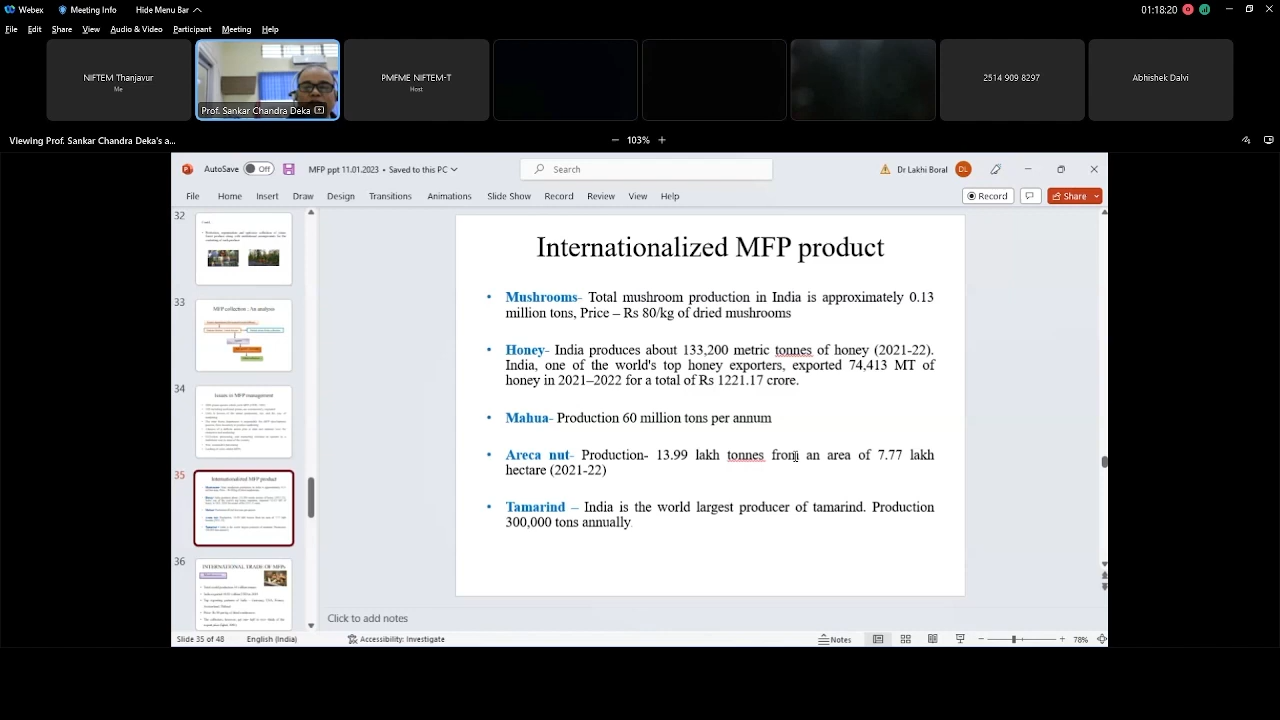 Webex Meeting Info Hide Menu Bar 01:18:20
File Edit Share View Audio & Video Participant Meeting Help
NIFTEM Thanjavur
Me
Prof. Sankar Chandra Deka
PMFME NIFTEM-T
Host
2514 909 8297
Abhishek Dalvi
Viewing Prof. Sankar Chandra Deka's a...
103%
AutoSave Off MFP ppt 11.01.2023 • Saved to this PC Search Dr Lakhi Boral DL
File Home Insert Draw Design Transitions Animations Slide Show Record Review View Help Record Share
32
33
MFP collection : An analysis
34
Issues in MFP management
35
Internationalized MFP product
36
INTERNATIONAL TRADE OF MFPs
Internationalized MFP product
• Mushrooms- Total mushroom production in India is approximately 0.13
million tons, Price – RS 80/kg of dried mushrooms
• Honey- India produces about 133,200 metric tonnes of honey (2021-22).
India, one of the world's top honey exporters, exported 74,413 MT of
honey in 2021–2022 for a total of Rs 1221.17 crore.
• Mahua- Production 60 million tons per annum
• Areca nut- Production- 13.99 lakh tonnes from an area of 7.77 lakh
hectare (2021-22)
• Tamarind – India is the world largest producer of tamarind. Production
300,000 tons annually
Click to add notes
Slide 35 of 48 English (India) Accessibility: Investigate Notes 78%